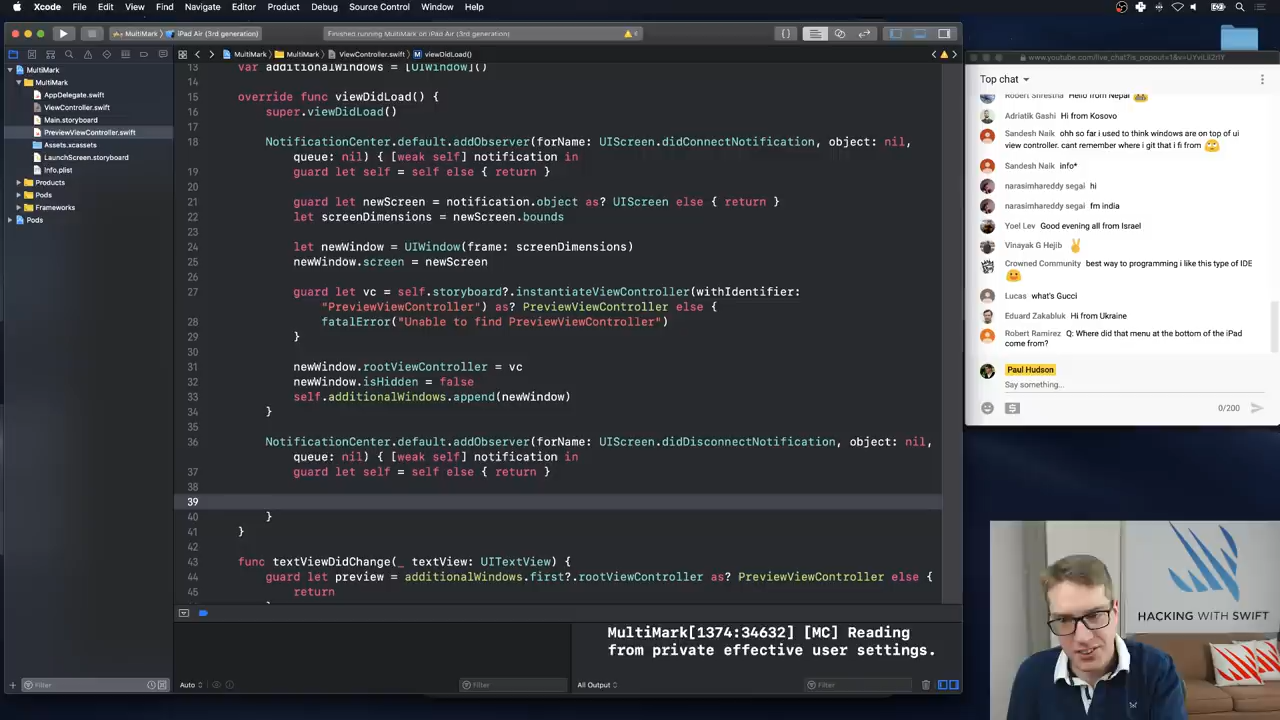 Xcode File Edit View Find Navigate Editor Product Debug Source Control Window Help
MultiMark iPad Air (3rd generation)
Finished running MultiMark on iPad Air (3rd generation)
6
MultiMark
MultiMark
AppDelegate.swift
ViewController.swift
Main.storyboard
PreviewViewController.swift
Assets.xcassets
LaunchScreen.storyboard
Info.plist
Products
Pods
Frameworks
Pods
Filter
MultiMark MultiMark ViewController.swift viewDidLoad()
13 var additionalWindows = [UIWindow]()
14
15 override func viewDidLoad() {
16 super.viewDidLoad()
17
18 NotificationCenter.default.addObserver(forName: UIScreen.didConnectNotification, object: nil,
queue: nil) { [weak self] notification in
19 guard let self = self else { return }
20
21 guard let newScreen = notification.object as? UIScreen else { return }
22 let screenDimensions = newScreen.bounds
23
24 let newWindow = UIWindow(frame: screenDimensions)
25 newWindow.screen = newScreen
26
27 guard let vc = self.storyboard?.instantiateViewController(withIdentifier:
"PreviewViewController") as? PreviewViewController else {
28 fatalError("Unable to find PreviewViewController")
29 }
30
31 newWindow.rootViewController = vc
32 newWindow.isHidden = false
33 self.additionalWindows.append(newWindow)
34 }
35
36 NotificationCenter.default.addObserver(forName: UIScreen.didDisconnectNotification, object: nil,
queue: nil) { [weak self] notification in
37 guard let self = self else { return }
38
39
40 }
41 }
42
43 func textViewDidChange(_ textView: UITextView) {
44 guard let preview = additionalWindows.first?.rootViewController as? PreviewViewController else {
45 return
MultiMark[1374:34632] [MC] Reading
from private effective user settings.
Auto
Filter
All Output
Filter
Top chat
Robert Shrestha Hello from Nepal
Adriatik Gashi Hi from Kosovo
Sandesh Naik ohh so far i used to think windows are on top of ui
view controller. cant remember where i git that i fi from
Sandesh Naik info*
narasimhareddy segai hi
narasimhareddy segai fm india
Yoel Lev Good evening all from Israel
Vinayak G Hejib
Crowned Community best way to programming i like this type of IDE
Lucas what's Gucci
Eduard Zakabluk Hi from Ukraine
Robert Ramirez Q: Where did that menu at the bottom of the iPad
come from?
Paul Hudson
Say something...
0/200
HACKING WITH SWIFT